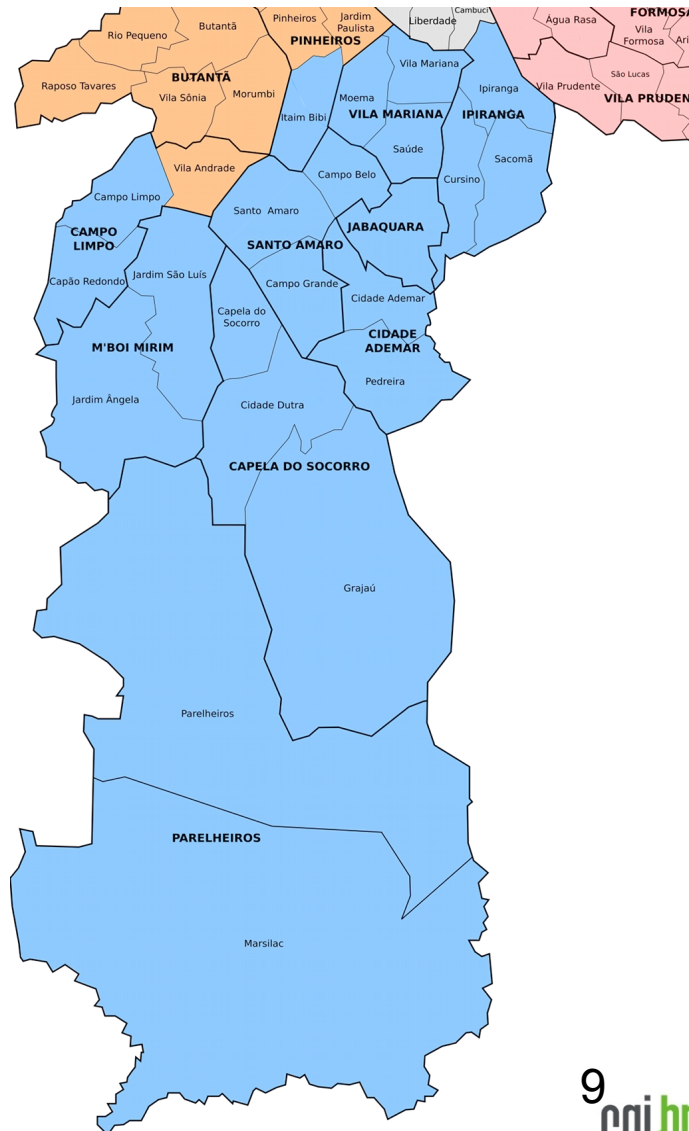 Butantã
Pinheiros
Jardim
Paulista
Liberdade
Cambuci
Água Rasa
FORMOSA
Vila
Formosa
Rio Pequeno
PINHEIROS
Vila Mariana
São Lucas
BUTANTÃ
Raposo Tavares
Vila Sônia
Morumbi
Moema
Ipiranga
Vila Prudente
Itaim Bibi
VILA MARIANA
IPIRANGA
Saúde
Sacomã
Vila Andrade
Campo Belo
Cursino
Campo Limpo
Santo Amaro
JABAQUARA
CAMPO
LIMPO
SANTO AMARO
Jardim São Luís
Capão Redondo
Campo Grande
Cidade Ademar
Capela do
Socorro
CIDADE
ADEMAR
M'BOI MIRIM
Pedreira
Jardim Ângela
Cidade Dutra
CAPELA DO SOCORRO
Grajaú
Parelheiros
PARELHEIROS
Marsilac
9